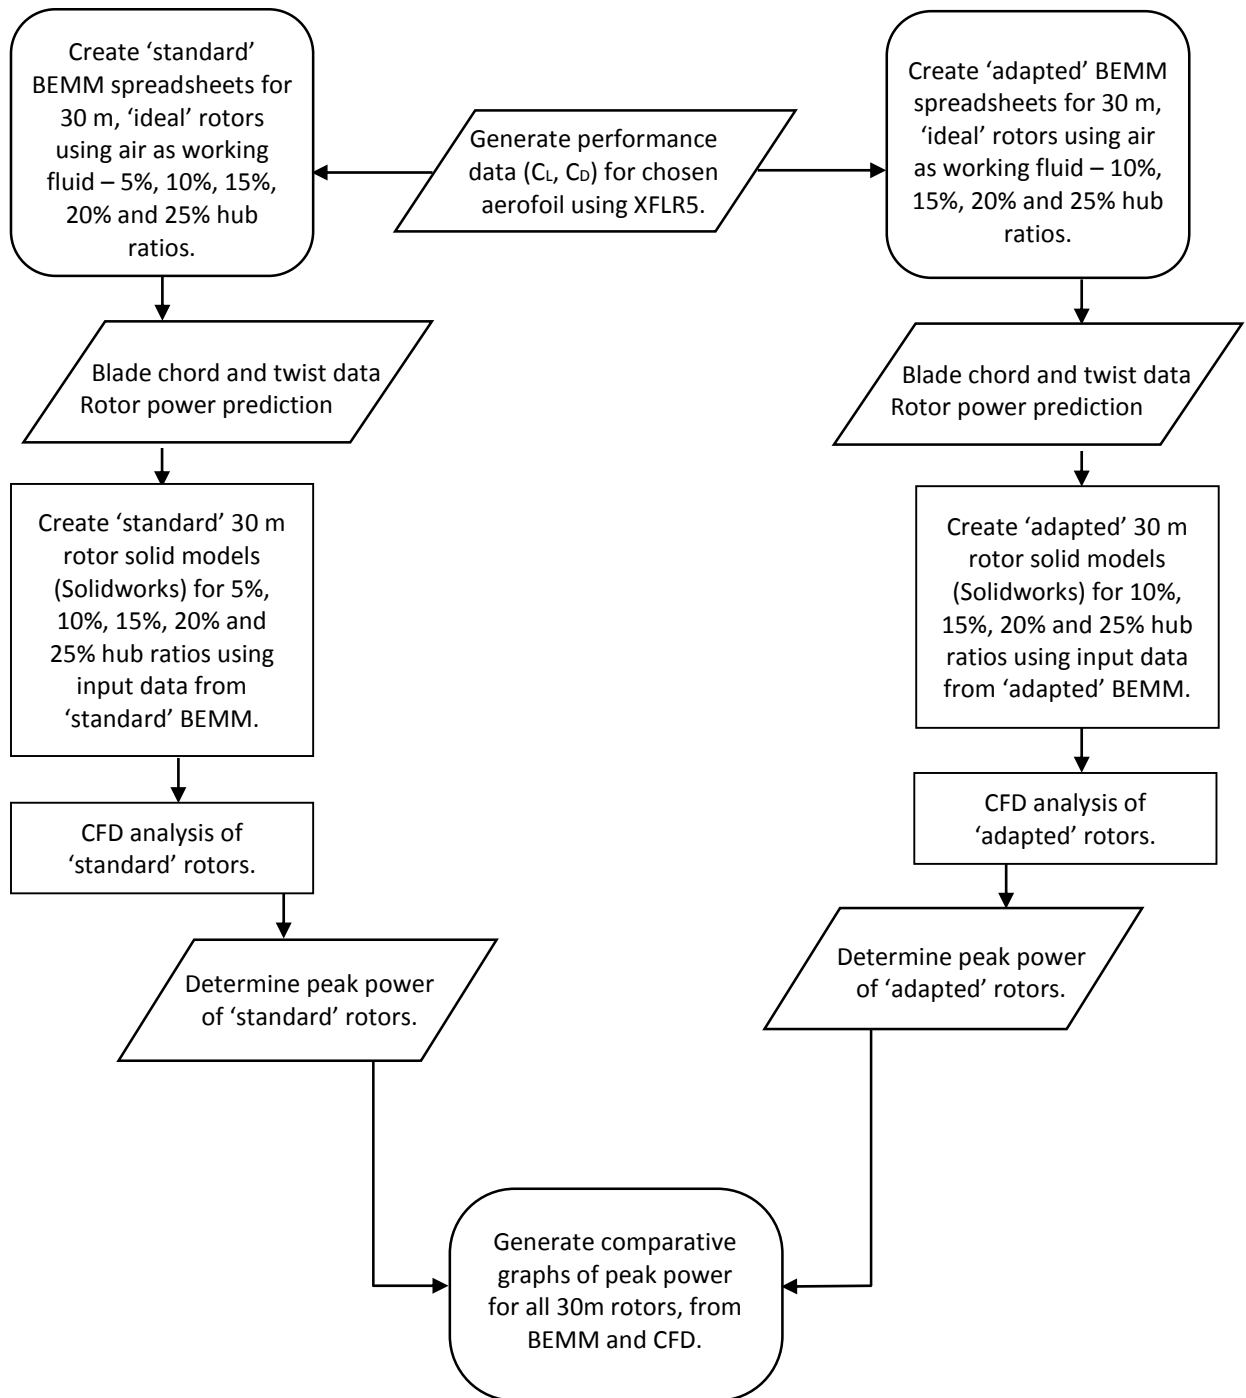 Create ‘standard’
BEMM spreadsheets for
30 m, ‘ideal’ rotors
using air as working
fluid – 5%, 10%, 15%,
20% and 25% hub
ratios.
Generate performance
data (CL, CD) for chosen
aerofoil using XFLR5.
Create ‘adapted’ BEMM
spreadsheets for 30 m,
‘ideal’ rotors using air
as working fluid – 10%,
15%, 20% and 25% hub
ratios.
Blade chord and twist data
Rotor power prediction
Blade chord and twist data
Rotor power prediction
Create ‘standard’ 30 m
rotor solid models
(Solidworks) for 5%,
10%, 15%, 20% and
25% hub ratios using
input data from
‘standard’ BEMM.
Create ‘adapted’ 30 m
rotor solid models
(Solidworks) for 10%,
15%, 20% and 25% hub
ratios using input data
from ‘adapted’ BEMM.
CFD analysis of
‘standard’ rotors.
CFD analysis of
‘adapted’ rotors.
Determine peak power
of ‘standard’ rotors.
Determine peak power
of ‘adapted’ rotors.
Generate comparative
graphs of peak power
for all 30m rotors, from
BEMM and CFD.